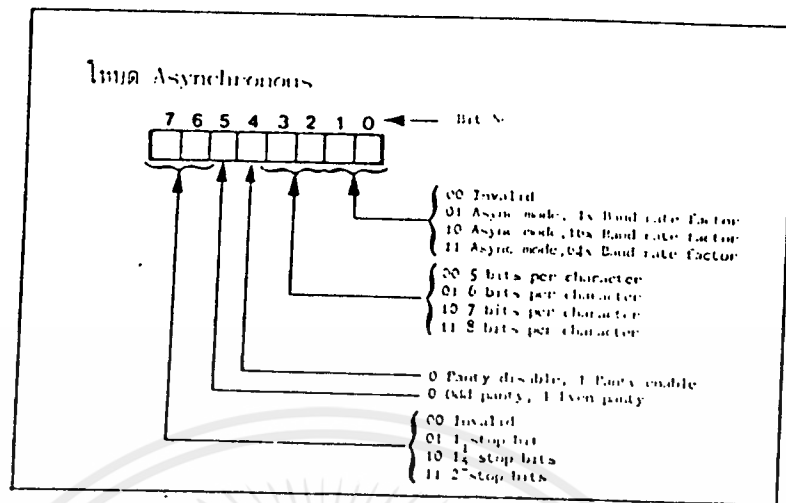 โหมด Asynchronous
7 6 5 4 3 2 1 0
Bit No
00 Invalid
01 Async mode, 1x Baud rate factor
10 Async mode, 16x Baud rate factor
11 Async mode, 64x Baud rate factor
00 5 bits per character
01 6 bits per character
10 7 bits per character
11 8 bits per character
0 Parity disable, 1 Parity enable
0 Odd parity, 1 Even parity
00 Invalid
01 1 stop bit
10 1½ stop bits
11 2 stop bits